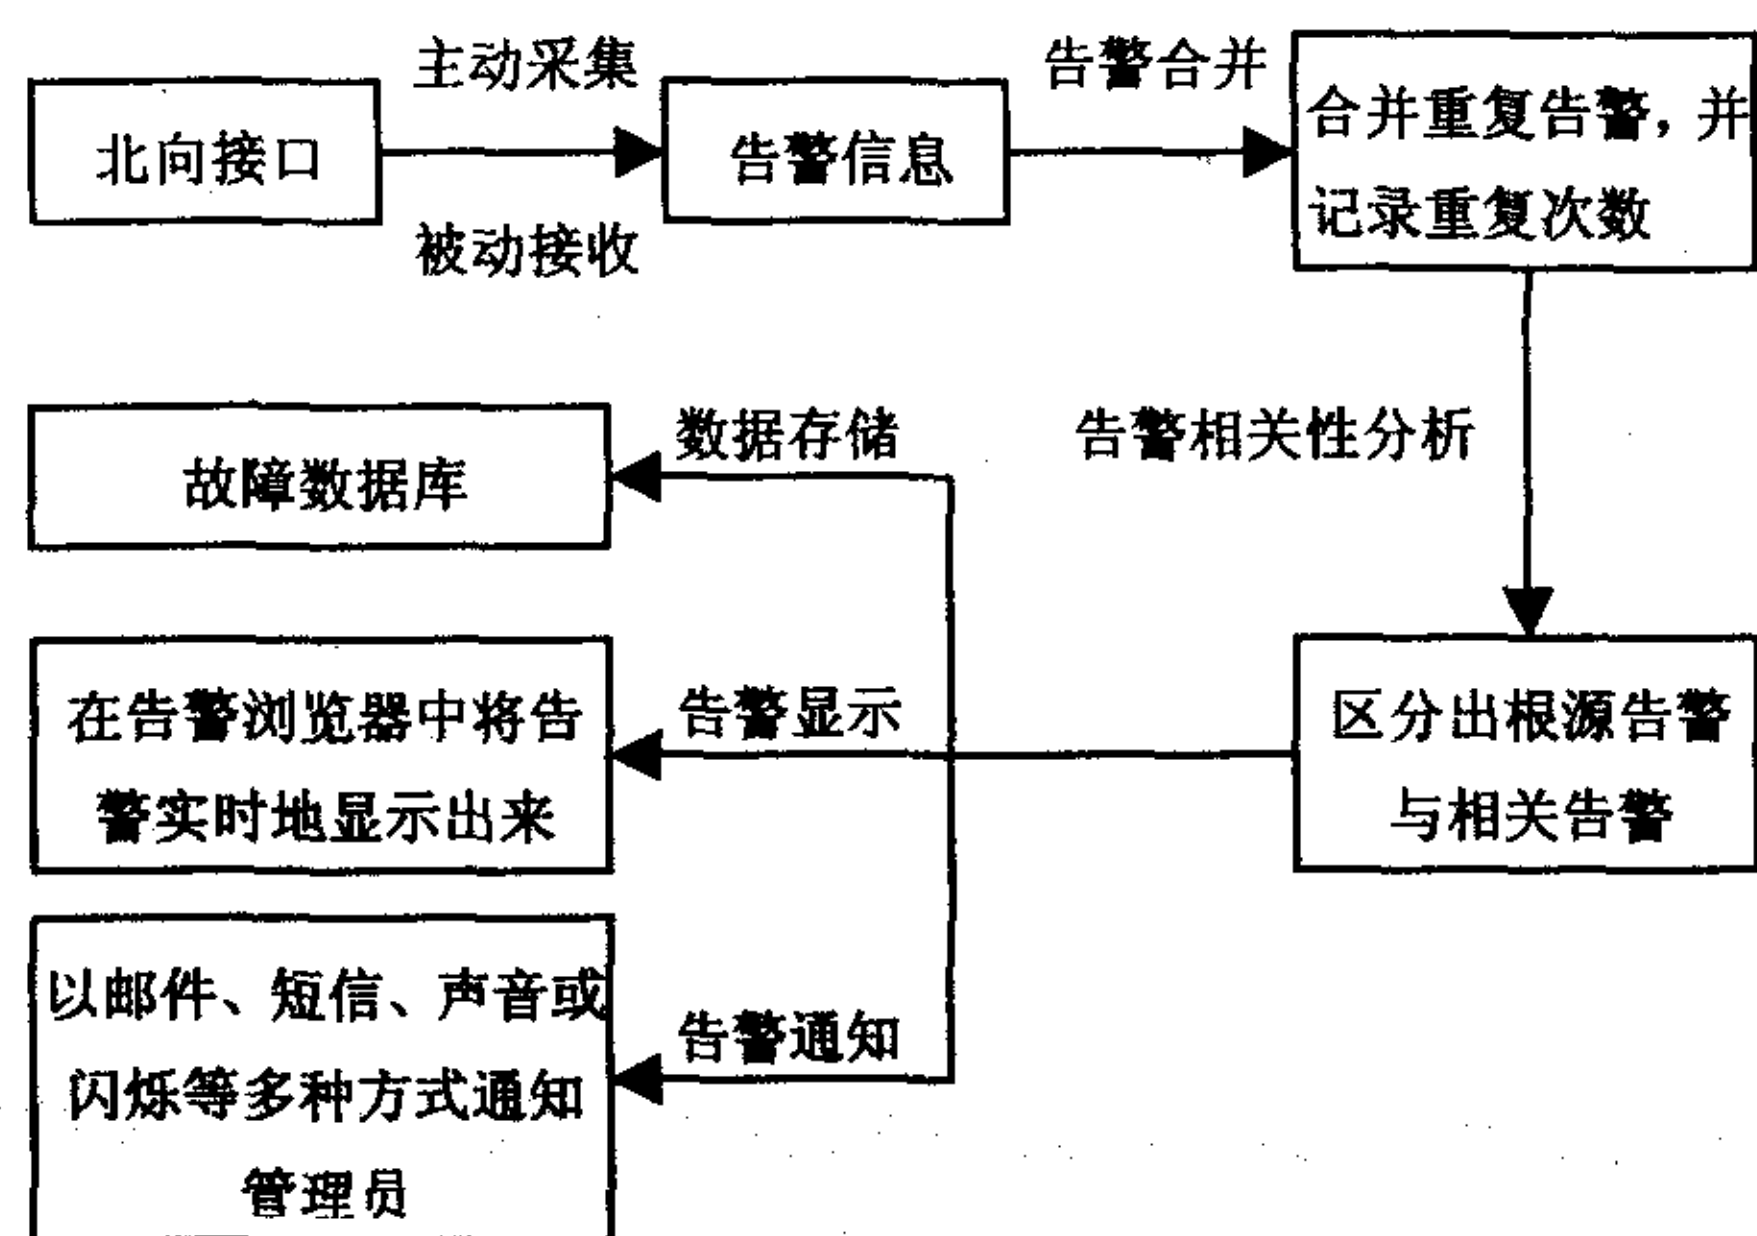 北向接口
主动采集
被动接收
告警信息
告警合并
合并重复告警，并
记录重复次数
告警相关性分析
区分出根源告警
与相关告警
数据存储
故障数据库
告警显示
在告警浏览器中将告
警实时地显示出来
告警通知
以邮件、短信、声音或
闪烁等多种方式通知
管理员